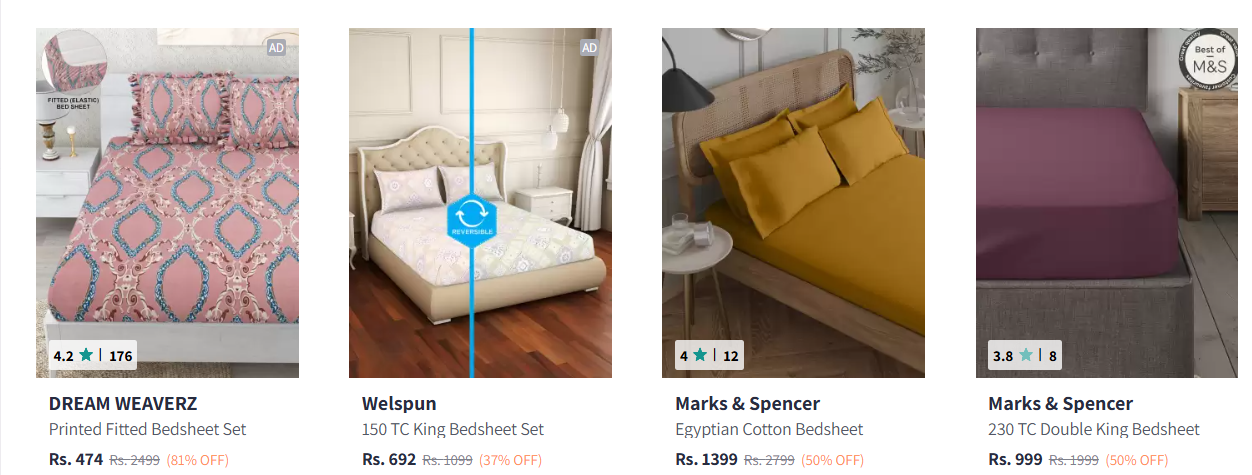 AD
FITTED (ELASTIC)
BED SHEET
4.2 ★ | 176
DREAM WEAVERZ
Printed Fitted Bedsheet Set
Rs. 474 Rs. 2499 (81% OFF)
AD
REVERSIBLE
Welspun
150 TC King Bedsheet Set
Rs. 692 Rs. 1099 (37% OFF)
4 ★ | 12
Marks & Spencer
Egyptian Cotton Bedsheet
Rs. 1399 Rs. 2799 (50% OFF)
Best of
M&S
3.8 ★ | 8
Marks & Spencer
230 TC Double King Bedsheet
Rs. 999 Rs. 1999 (50% OFF)